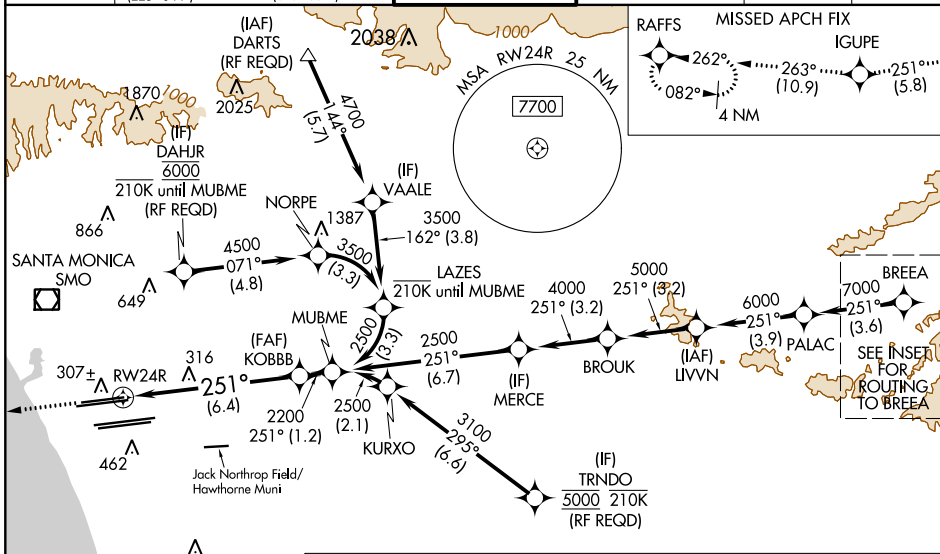 (IAF)
DARTS
(RF REQD)
2038
1000
2025
1870
1000
4700
144°
(5.7)
MSA RW24R 25 NM
7700
MISSED APCH FIX
RAFFS
IGUPE
262°
263°
(10.9)
251°
(5.8)
082°
4 NM
(IF)
DAHJR
6000
210K until MUBME
(RF REQD)
866
NORPE
1387
(IF)
VAALE
3500
162° (3.8)
SANTA MONICA
SMO
649
4500
071°
(4.8)
3500
(3.3)
LAZES
210K until MUBME
2500
(3.3)
MUBME
(FAF)
KOBBB
316
307±
RW24R
251°
(6.4)
2200
251° (1.2)
2500
(2.1)
KURXO
2500
251°
(6.7)
(IF)
MERCE
4000
251° (3.2)
BROUK
5000
251° (3.2)
(IAF)
LIVVN
6000
251°
(3.9)
PALAC
7000
251°
(3.6)
BREEA
SEE INSET
FOR
ROUTING
TO BREEA
462
Jack Northrop Field/
Hawthorne Muni
3100
295°
(6.6)
(IF)
TRNDO
5000 210K
(RF REQD)